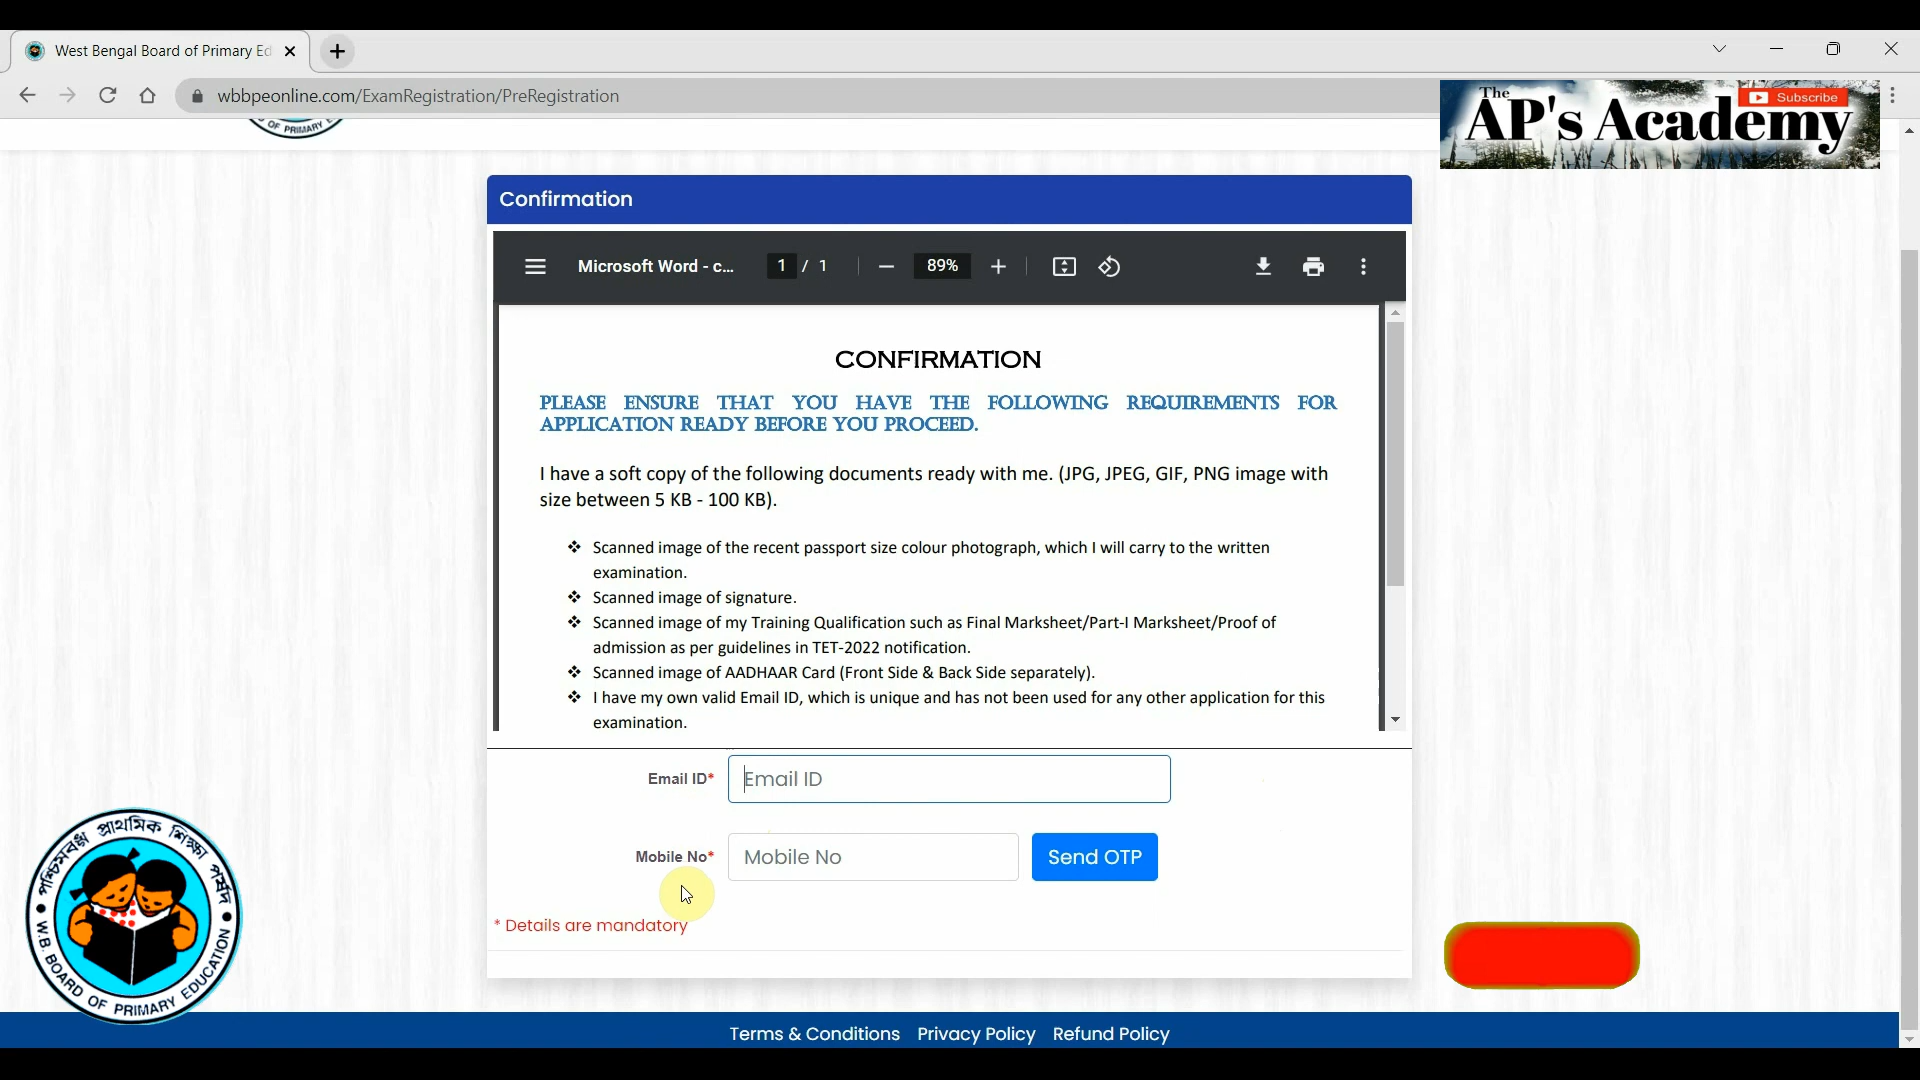 West Bengal Board of Primary Ed
wbbpeonline.com/ExamRegistration/PreRegistration
The
AP's Academy
Subscribe
OF PRIMARY E
Confirmation
Microsoft Word - c...
1 / 1
89%
CONFIRMATION
PLEASE ENSURE THAT YOU HAVE THE FOLLOWING REQUIREMENTS FOR
APPLICATION READY BEFORE YOU PROCEED.
I have a soft copy of the following documents ready with me. (JPG, JPEG, GIF, PNG image with
size between 5 KB - 100 KB).
❖ Scanned image of the recent passport size colour photograph, which I will carry to the written
examination.
❖ Scanned image of signature.
❖ Scanned image of my Training Qualification such as Final Marksheet/Part-I Marksheet/Proof of
admission as per guidelines in TET-2022 notification.
❖ Scanned image of AADHAAR Card (Front Side & Back Side separately).
❖ I have my own valid Email ID, which is unique and has not been used for any other application for this
examination.
Email ID*
Email ID
Mobile No*
Mobile No
Send OTP
* Details are mandatory
পশ্চিমবঙ্গ প্রাথমিক শিক্ষা পর্ষদ
W.B. BOARD OF PRIMARY EDUCATION
Terms & Conditions
Privacy Policy
Refund Policy